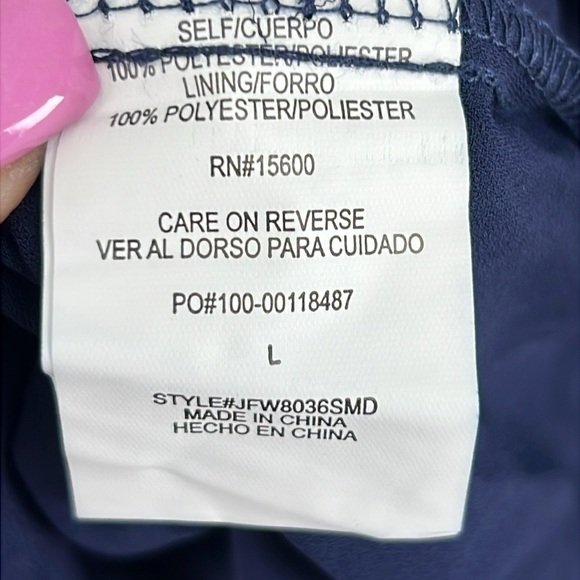 SELF/CUERPO
100% POLYESTER/POLIESTER
LINING/FORRO
100% POLYESTER/POLIESTER
RN#15600
CARE ON REVERSE
VER AL DORSO PARA CUIDADO
PO#100-00118487
L
STYLE#JFW8036SMD
MADE IN CHINA
HECHO EN CHINA